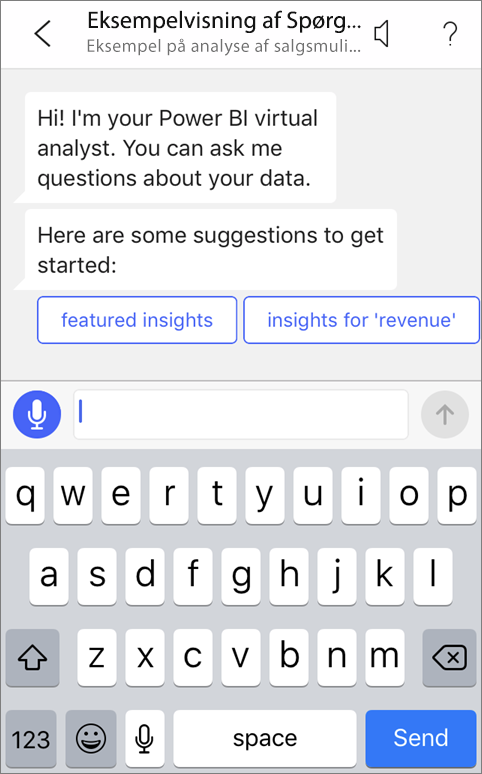 Eksempelvisning af Spørg...
Eksempel på analyse af salgsmuli...
?
Hi! I'm your Power BI virtual
analyst. You can ask me
questions about your data.
Here are some suggestions to get
started:
featured insights
insights for 'revenue'
q w e r t y u i o p
a s d f g h j k l
z x c v b n m
123 space Send